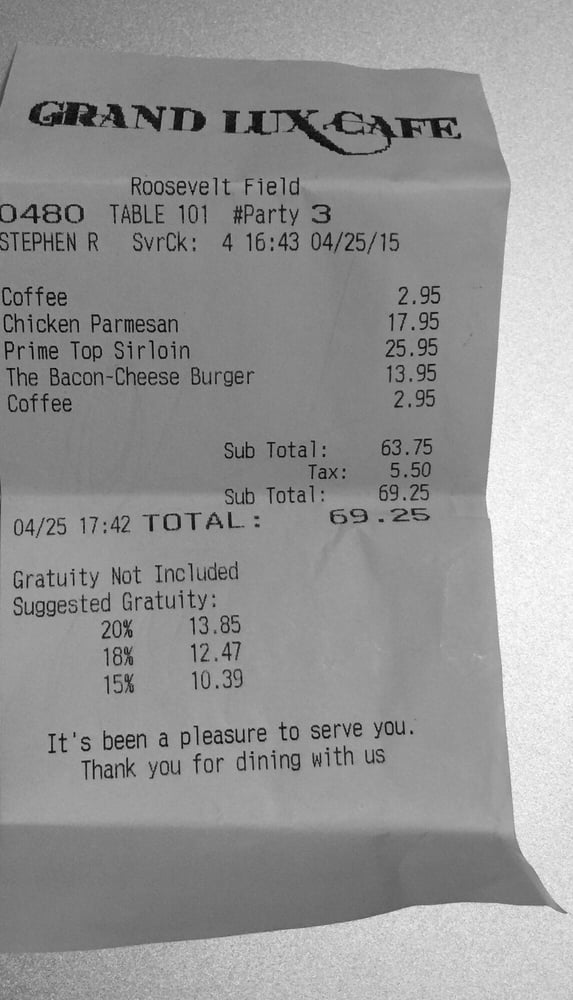 GRAND LUX CAFE
Roosevelt Field
0480 TABLE 101 #Party 3
STEPHEN R SvrCk: 4 16:43 04/25/15
Coffee 2.95
Chicken Parmesan 17.95
Prime Top Sirloin 25.95
The Bacon-Cheese Burger 13.95
Coffee 2.95
Sub Total: 63.75
Tax: 5.50
Sub Total: 69.25
04/25 17:42 TOTAL: 69.25
Gratuity Not Included
Suggested Gratuity:
20% 13.85
18% 12.47
15% 10.39
It's been a pleasure to serve you.
Thank you for dining with us